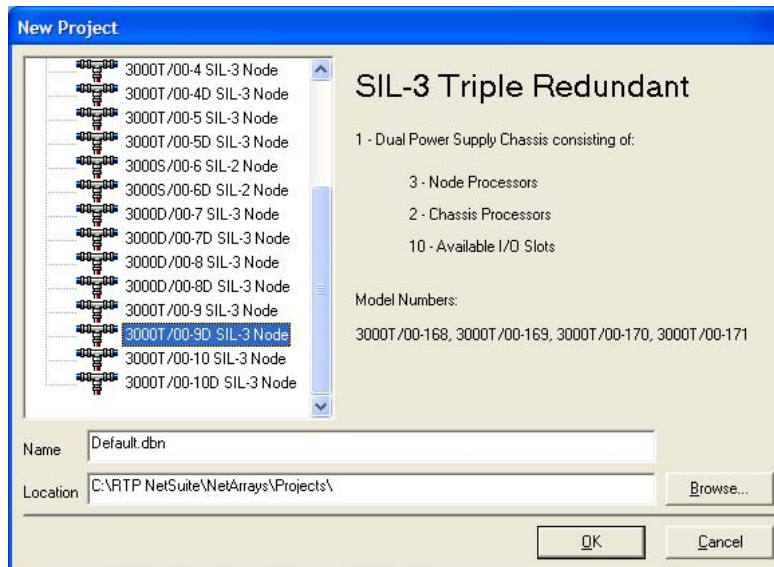 New Project
3000T/00-4 SIL-3 Node
3000T/00-4D SIL-3 Node
3000T/00-5 SIL-3 Node
3000T/00-5D SIL-3 Node
3000S/00-6 SIL-2 Node
3000S/00-6D SIL-2 Node
3000D/00-7 SIL-3 Node
3000D/00-7D SIL-3 Node
3000D/00-8 SIL-3 Node
3000D/00-8D SIL-3 Node
3000T/00-9 SIL-3 Node
3000T/00-9D SIL-3 Node
3000T/00-10 SIL-3 Node
3000T/00-10D SIL-3 Node
SIL-3 Triple Redundant
1 - Dual Power Supply Chassis consisting of:
3 - Node Processors
2 - Chassis Processors
10 - Available I/O Slots
Model Numbers:
3000T/00-168, 3000T/00-169, 3000T/00-170, 3000T/00-171
Name Default.dbn
Location C:\RTP NetSuite\NetArrays\Projects\ Browse...
OK Cancel